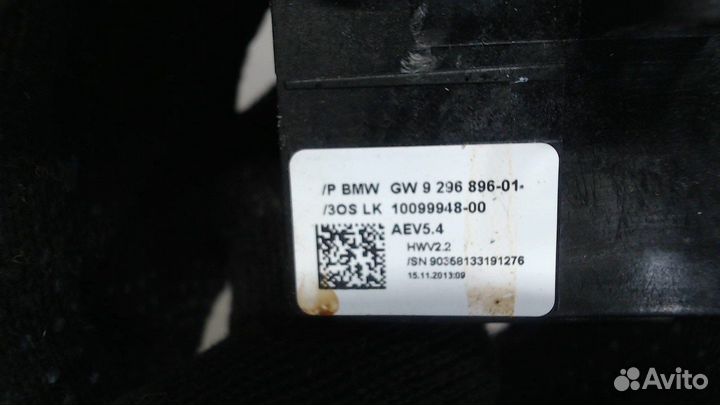 /P BMW GW 9 296 896-01-
/3OS LK 10099948-00
AEV5.4
HWV2.2
/SN 90358133191276
15.11.2013:09
Avito